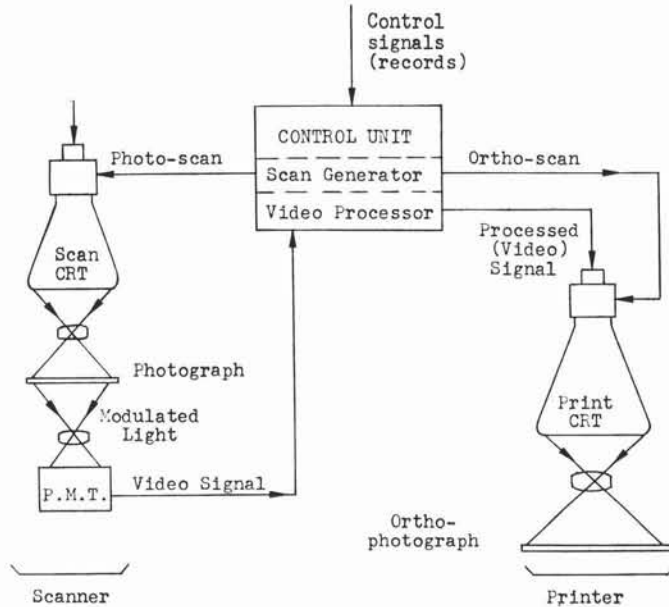 Control
signals
(records)
CONTROL UNIT
Photo-scan
Scan Generator
Ortho-scan
Video Processor
Processed
(Video)
Signal
Scan
CRT
Photograph
Modulated
Light
Print
CRT
P.M.T.
Video Signal
Ortho-
photograph
Scanner
Printer